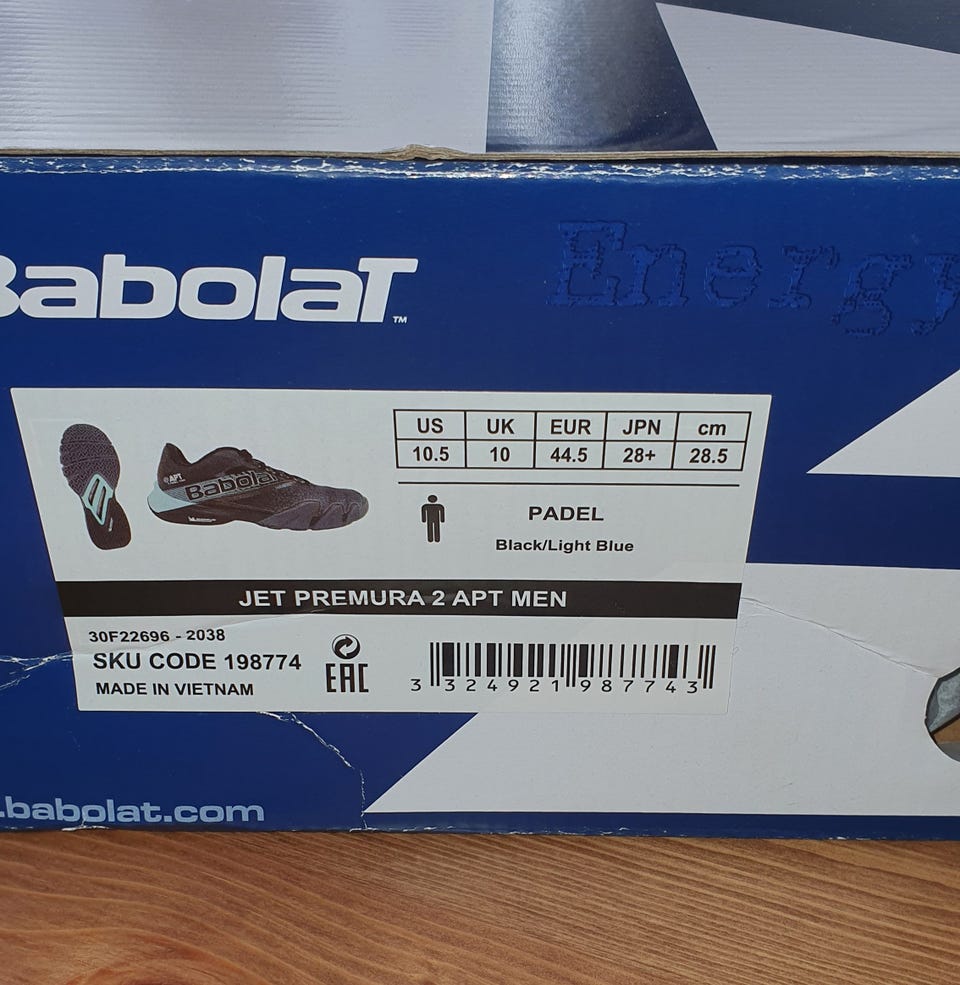 Babolat™
Energy
@APT
Babolat
US UK EUR JPN cm
10.5 10 44.5 28+ 28.5
PADEL
Black/Light Blue
JET PREMURA 2 APT MEN
30F22696 - 2038
SKU CODE 198774
EAC
MADE IN VIETNAM
3 324921 987743
.babolat.com